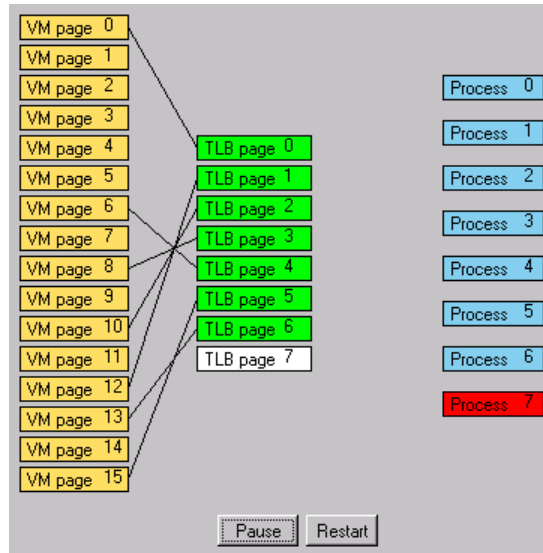 VM page 0
VM page 1
VM page 2
VM page 3
VM page 4
VM page 5
VM page 6
VM page 7
VM page 8
VM page 9
VM page 10
VM page 11
VM page 12
VM page 13
VM page 14
VM page 15
TLB page 0
TLB page 1
TLB page 2
TLB page 3
TLB page 4
TLB page 5
TLB page 6
TLB page 7
Process 0
Process 1
Process 2
Process 3
Process 4
Process 5
Process 6
Process 7
Pause
Restart